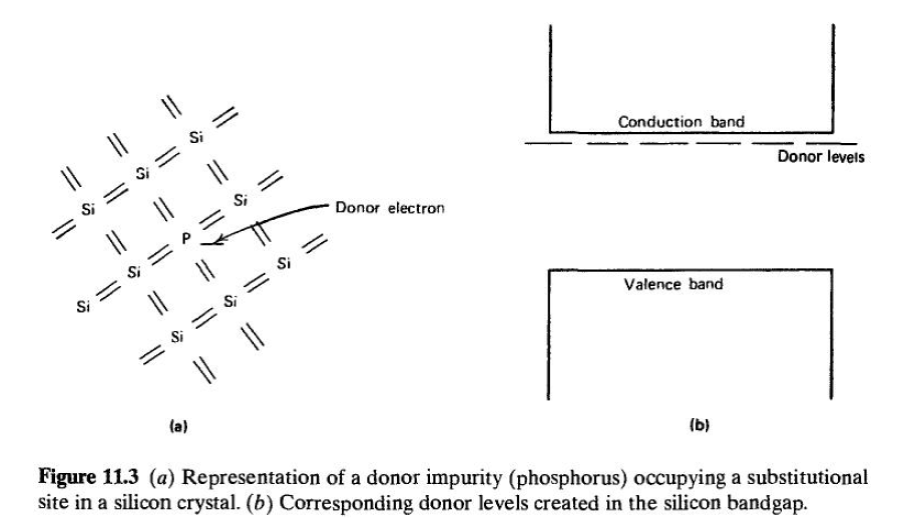 Si
Si
Si
Si
Donor electron
P
Si
Si
Si
Si
Si
(a)
Conduction band
Donor levels
Valence band
(b)
Figure 11.3 (a) Representation of a donor impurity (phosphorus) occupying a substitutional
site in a silicon crystal. (b) Corresponding donor levels created in the silicon bandgap.